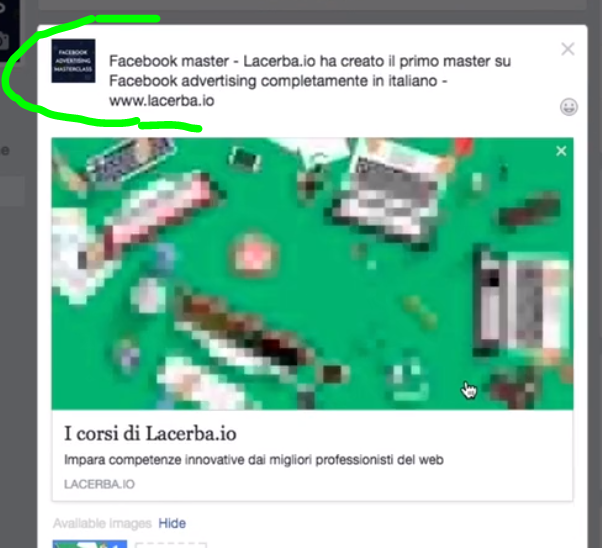 FACEBOOK
ADVERTISING
MASTERCLASS
Facebook master - Lacerba.io ha creato il primo master su
Facebook advertising completamente in italiano -
www.lacerba.io
I corsi di Lacerba.io
Impara competenze innovative dai migliori professionisti del web
LACERBA.IO
Available images Hide